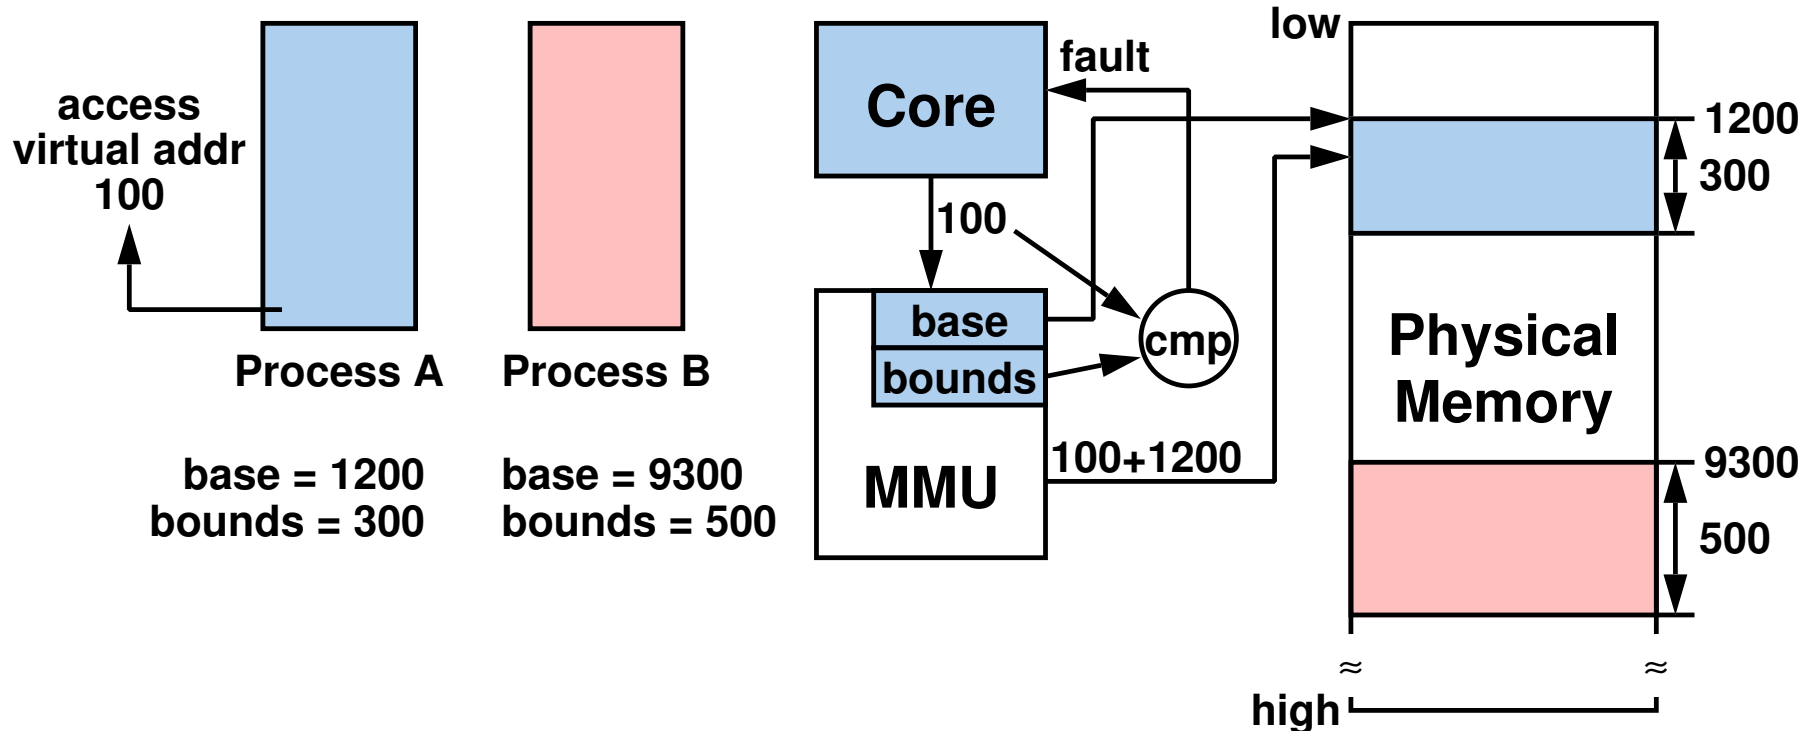 access
virtual addr
100
Process A
Process B
base = 1200
bounds = 300
base = 9300
bounds = 500
Core
fault
100
base
bounds
cmp
MMU
100+1200
low
1200
300
Physical
Memory
9300
500
≈ ≈
high